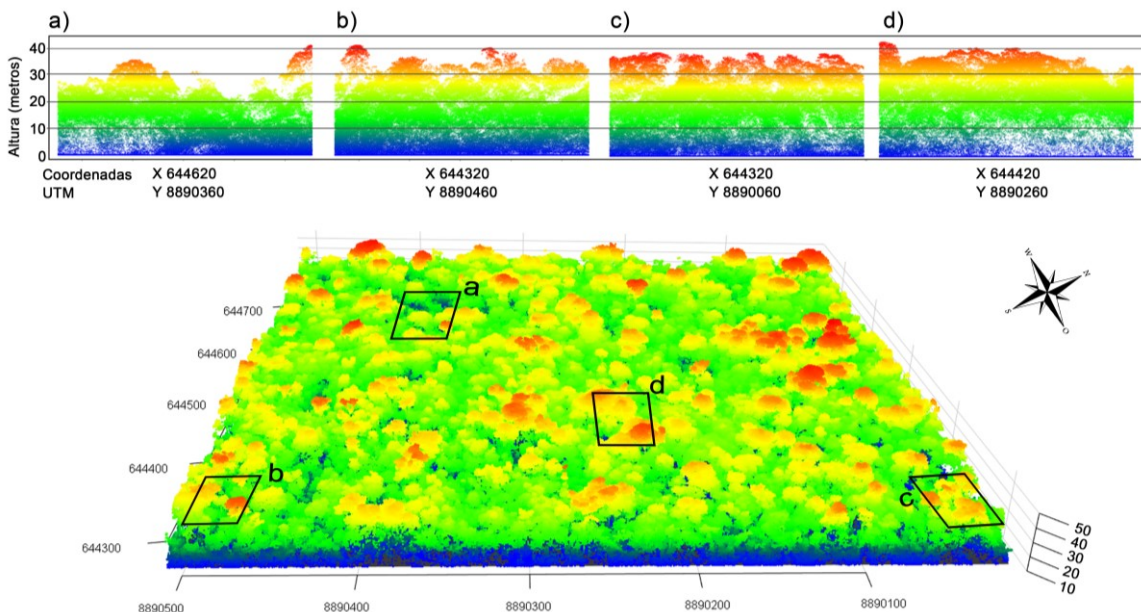 a) b) c) d)
Altura (metros)
40
30
20
10
0
Coordenadas X 644620 X 644320 X 644320 X 644420
UTM Y 8890360 Y 8890460 Y 8890060 Y 8890260
a
b
c
d
W N
S O
644700
644600
644500
644400
644300
50
40
30
20
10
8890500 8890400 8890300 8890200 8890100